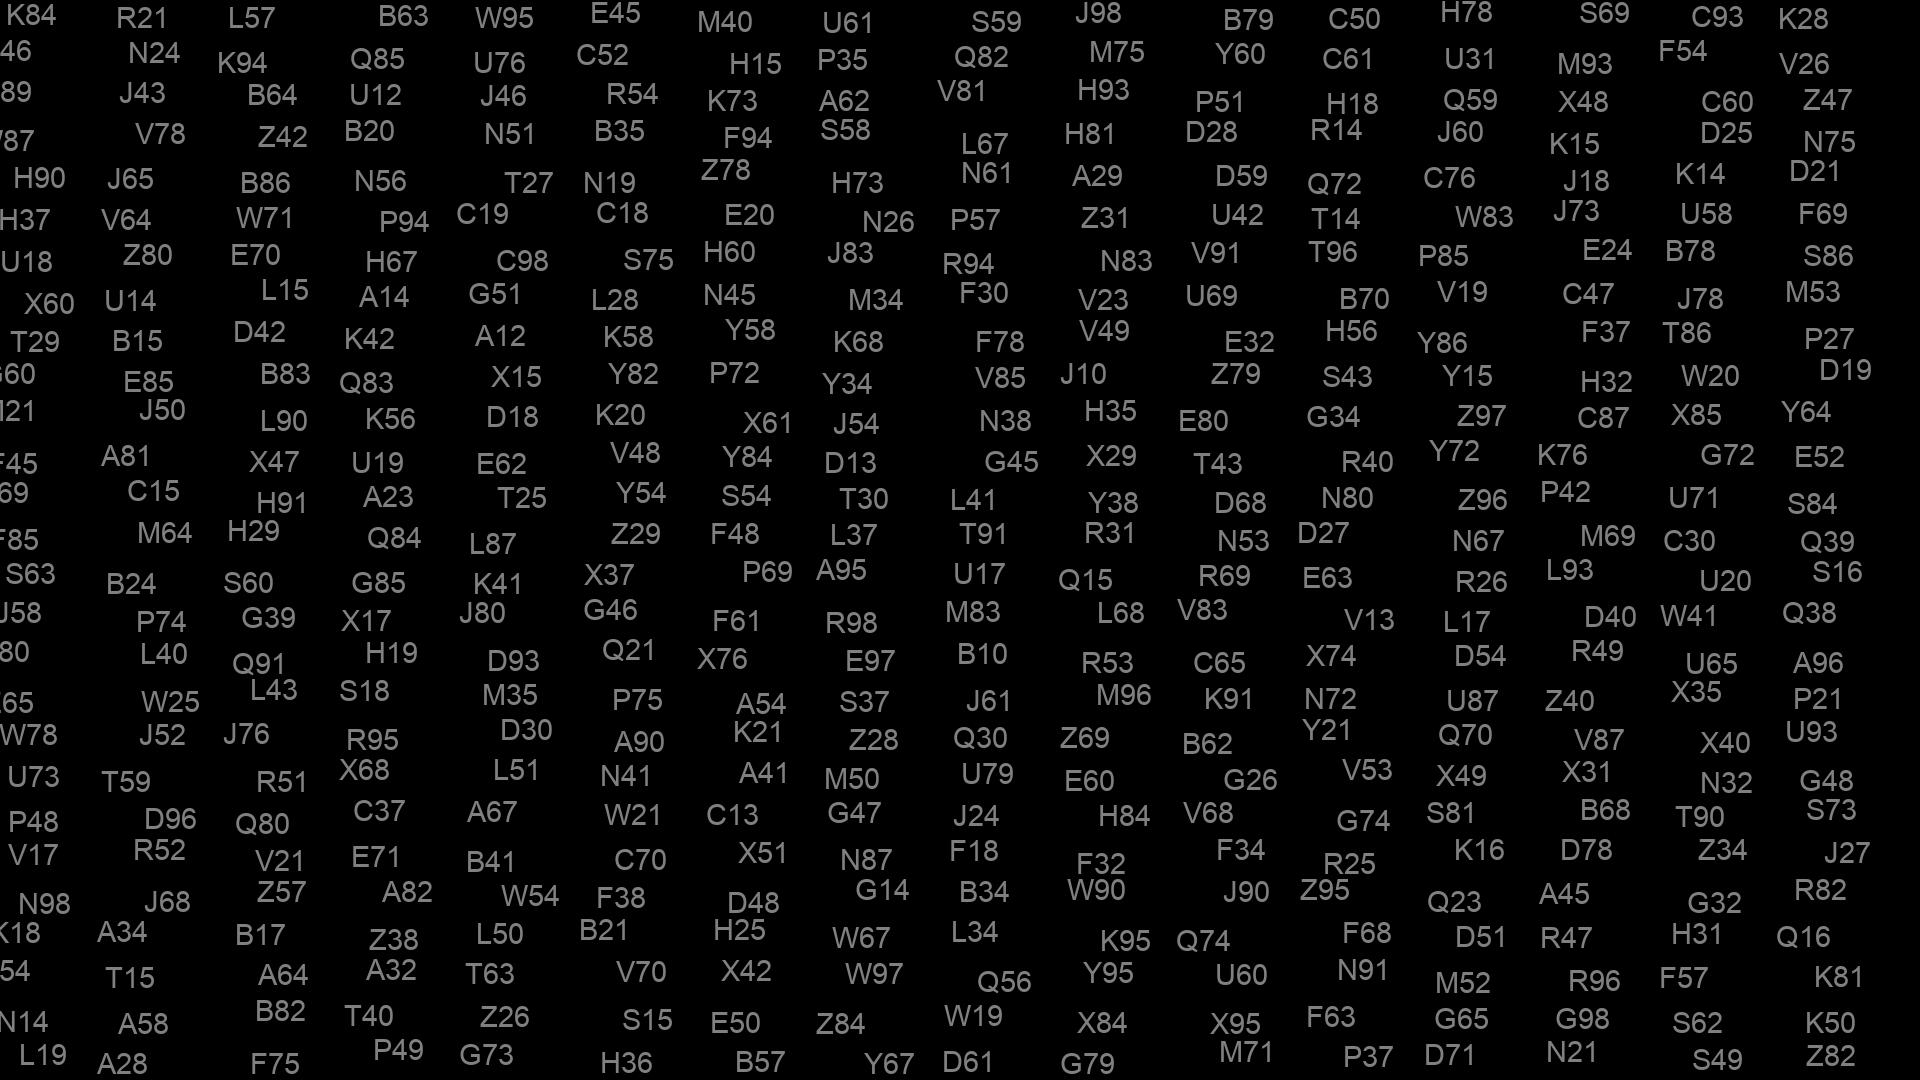 K84 R21 L57 B63 W95 E45 M40 U61 S59 J98 B79 C50 H78 S69 C93 K28
46 N24 K94 Q85 U76 C52 H15 P35 Q82 M75 Y60 C61 U31 M93 F54 V26
89 J43 B64 U12 J46 R54 K73 A62 V81 H93 P51 H18 Q59 X48 C60 Z47
87 V78 Z42 B20 N51 B35 F94 S58 L67 H81 D28 R14 J60 K15 D25 N75
H90 J65 B86 N56 T27 N19 Z78 H73 N61 A29 D59 Q72 C76 J18 K14 D21
H37 V64 W71 P94 C19 C18 E20 N26 P57 Z31 U42 T14 W83 J73 U58 F69
U18 Z80 E70 H67 C98 S75 H60 J83 R94 N83 V91 T96 P85 E24 B78 S86
X60 U14 L15 A14 G51 L28 N45 M34 F30 V23 U69 B70 V19 C47 J78 M53
T29 B15 D42 K42 A12 K58 Y58 K68 F78 V49 E32 H56 Y86 F37 T86 P27
60 E85 B83 Q83 X15 Y82 P72 Y34 V85 J10 Z79 S43 Y15 H32 W20 D19
21 J50 L90 K56 D18 K20 X61 J54 N38 H35 E80 G34 Z97 C87 X85 Y64
45 A81 X47 U19 E62 V48 Y84 D13 G45 X29 T43 R40 Y72 K76 G72 E52
69 C15 H91 A23 T25 Y54 S54 T30 L41 Y38 D68 N80 Z96 P42 U71 S84
F85 M64 H29 Q84 L87 Z29 F48 L37 T91 R31 N53 D27 N67 M69 C30 Q39
S63 B24 S60 G85 K41 X37 P69 A95 U17 Q15 R69 E63 R26 L93 U20 S16
J58 P74 G39 X17 J80 G46 F61 R98 M83 L68 V83 V13 L17 D40 W41 Q38
80 L40 Q91 H19 D93 Q21 X76 E97 B10 R53 C65 X74 D54 R49 U65 A96
65 W25 L43 S18 M35 P75 A54 S37 J61 M96 K91 N72 U87 Z40 X35 P21
W78 J52 J76 R95 D30 A90 K21 Z28 Q30 Z69 B62 Y21 Q70 V87 X40 U93
U73 T59 R51 X68 L51 N41 A41 M50 U79 E60 G26 V53 X49 X31 N32 G48
P48 D96 Q80 C37 A67 W21 C13 G47 J24 H84 V68 G74 S81 B68 T90 S73
V17 R52 V21 E71 B41 C70 X51 N87 F18 F32 F34 R25 K16 D78 Z34 J27
N98 J68 Z57 A82 W54 F38 D48 G14 B34 W90 J90 Z95 Q23 A45 G32 R82
K18 A34 B17 Z38 L50 B21 H25 W67 L34 K95 Q74 F68 D51 R47 H31 Q16
54 T15 A64 A32 T63 V70 X42 W97 Q56 Y95 U60 N91 M52 R96 F57 K81
N14 A58 B82 T40 Z26 S15 E50 Z84 W19 X84 X95 F63 G65 G98 S62 K50
L19 A28 F75 P49 G73 H36 B57 Y67 D61 G79 M71 P37 D71 N21 S49 Z82